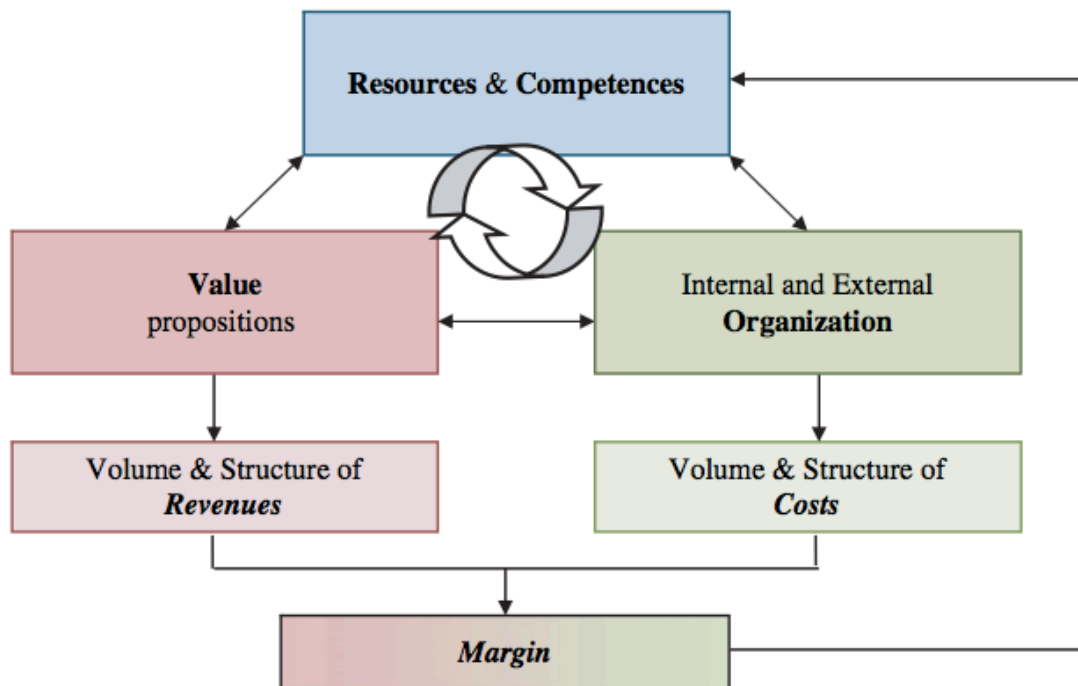 Resources & Competences
Value
propositions
Internal and External
Organization
Volume & Structure of
Revenues
Volume & Structure of
Costs
Margin